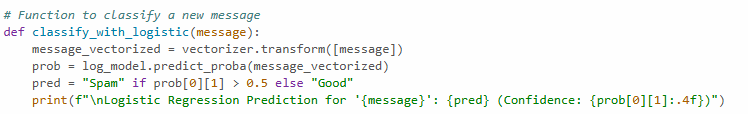 # Function to classify a new message
def classify_with_logistic(message):
    message_vectorized = vectorizer.transform([message])
    prob = log_model.predict_proba(message_vectorized)
    pred = "Spam" if prob[0][1] > 0.5 else "Good"
    print(f"\nLogistic Regression Prediction for '{message}': {pred} (Confidence: {prob[0][1]:.4f})")